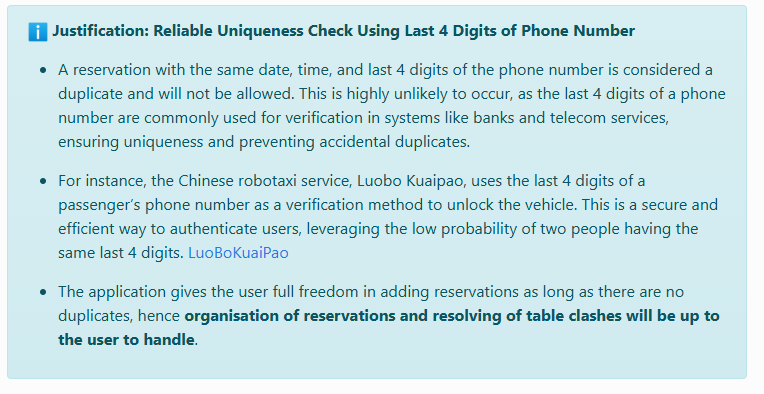 ℹ️ Justification: Reliable Uniqueness Check Using Last 4 Digits of Phone Number
• A reservation with the same date, time, and last 4 digits of the phone number is considered a
duplicate and will not be allowed. This is highly unlikely to occur, as the last 4 digits of a phone
number are commonly used for verification in systems like banks and telecom services,
ensuring uniqueness and preventing accidental duplicates.
• For instance, the Chinese robotaxi service, Luobo Kuaipao, uses the last 4 digits of a
passenger's phone number as a verification method to unlock the vehicle. This is a secure and
efficient way to authenticate users, leveraging the low probability of two people having the
same last 4 digits. LuoBoKuaiPao
• The application gives the user full freedom in adding reservations as long as there are no
duplicates, hence organisation of reservations and resolving of table clashes will be up to
the user to handle.